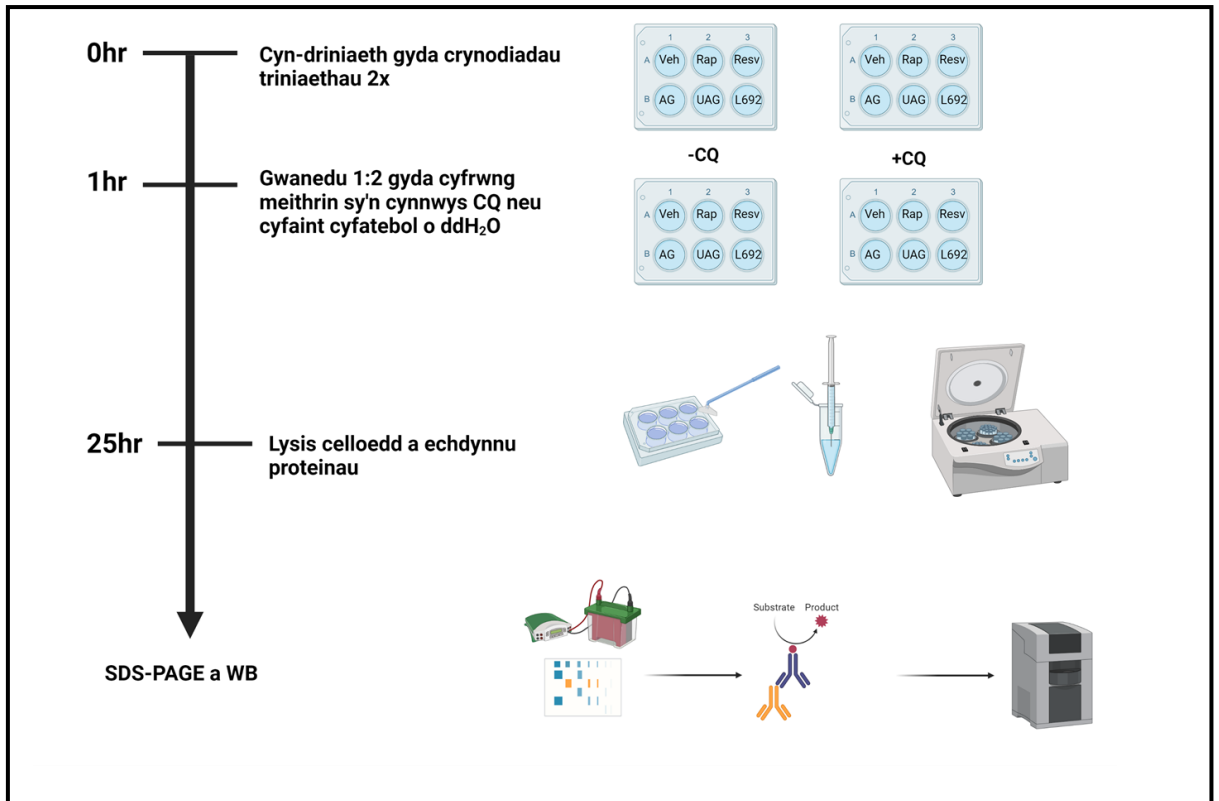 0hr
Cyn-driniaeth gyda crynodiadau
triniaethau 2x
1 2 3
A Veh Rap Resv
B AG UAG L692
1 2 3
A Veh Rap Resv
B AG UAG L692
-CQ
+CQ
1hr
Gwanedu 1:2 gyda cyfrwng
meithrin sy'n cynnwys CQ neu
cyfaint cyfatebol o ddH₂O
1 2 3
A Veh Rap Resv
B AG UAG L692
1 2 3
A Veh Rap Resv
B AG UAG L692
25hr
Lysis celloedd a echdynnu
proteinau
SDS-PAGE a WB
Substrate Product